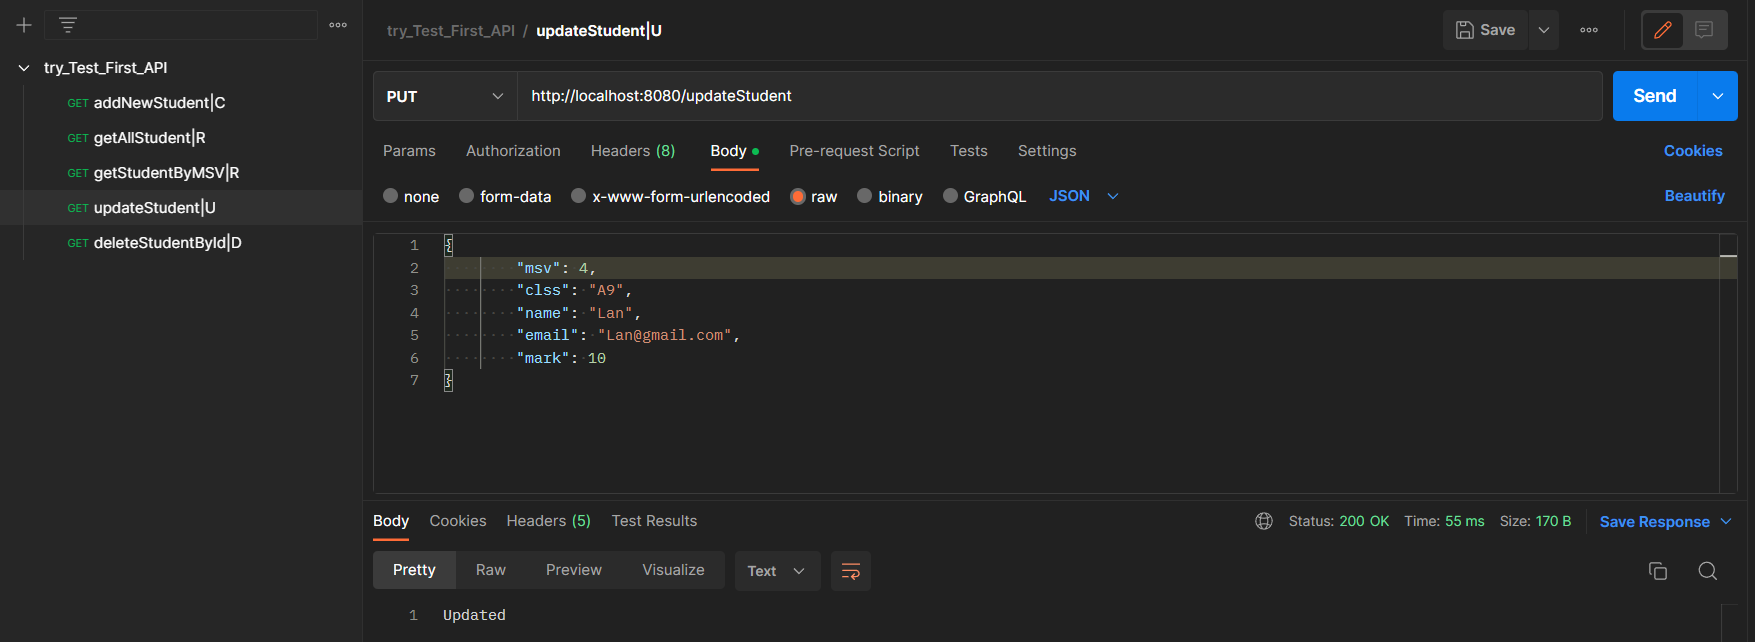 try_Test_First_API
GET addNewStudent|C
GET getAllStudent|R
GET getStudentByMSV|R
GET updateStudent|U
GET deleteStudentById|D
try_Test_First_API / updateStudent|U
Save
PUT http://localhost:8080/updateStudent Send
Params Authorization Headers (8) Body Pre-request Script Tests Settings Cookies
none form-data x-www-form-urlencoded raw binary GraphQL JSON Beautify
1 {
2 "msv": 4,
3 "clss": "A9",
4 "name": "Lan",
5 "email": "Lan@gmail.com",
6 "mark": 10
7 }
Body Cookies Headers (5) Test Results Status: 200 OK Time: 55 ms Size: 170 B Save Response
Pretty Raw Preview Visualize Text
1 Updated